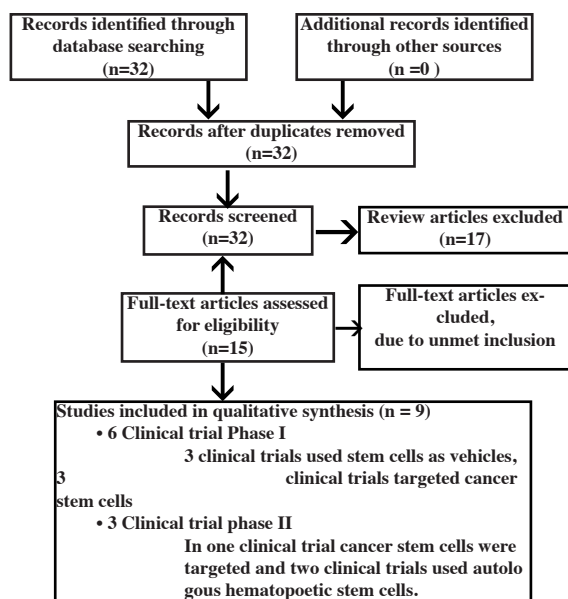 Records identified through
database searching
(n=32)
Additional records identified
through other sources
(n =0 )
Records after duplicates removed
(n=32)
Records screened
(n=32)
Review articles excluded
(n=17)
Full-text articles assessed
for eligibility
(n=15)
Full-text articles ex-
cluded,
due to unmet inclusion
Studies included in qualitative synthesis (n = 9)
• 6 Clinical trial Phase I
3 clinical trials used stem cells as vehicles,
3 clinical trials targeted cancer
stem cells
• 3 Clinical trial phase II
In one clinical trial cancer stem cells were
targeted and two clinical trials used autolo
gous hematopoetic stem cells.